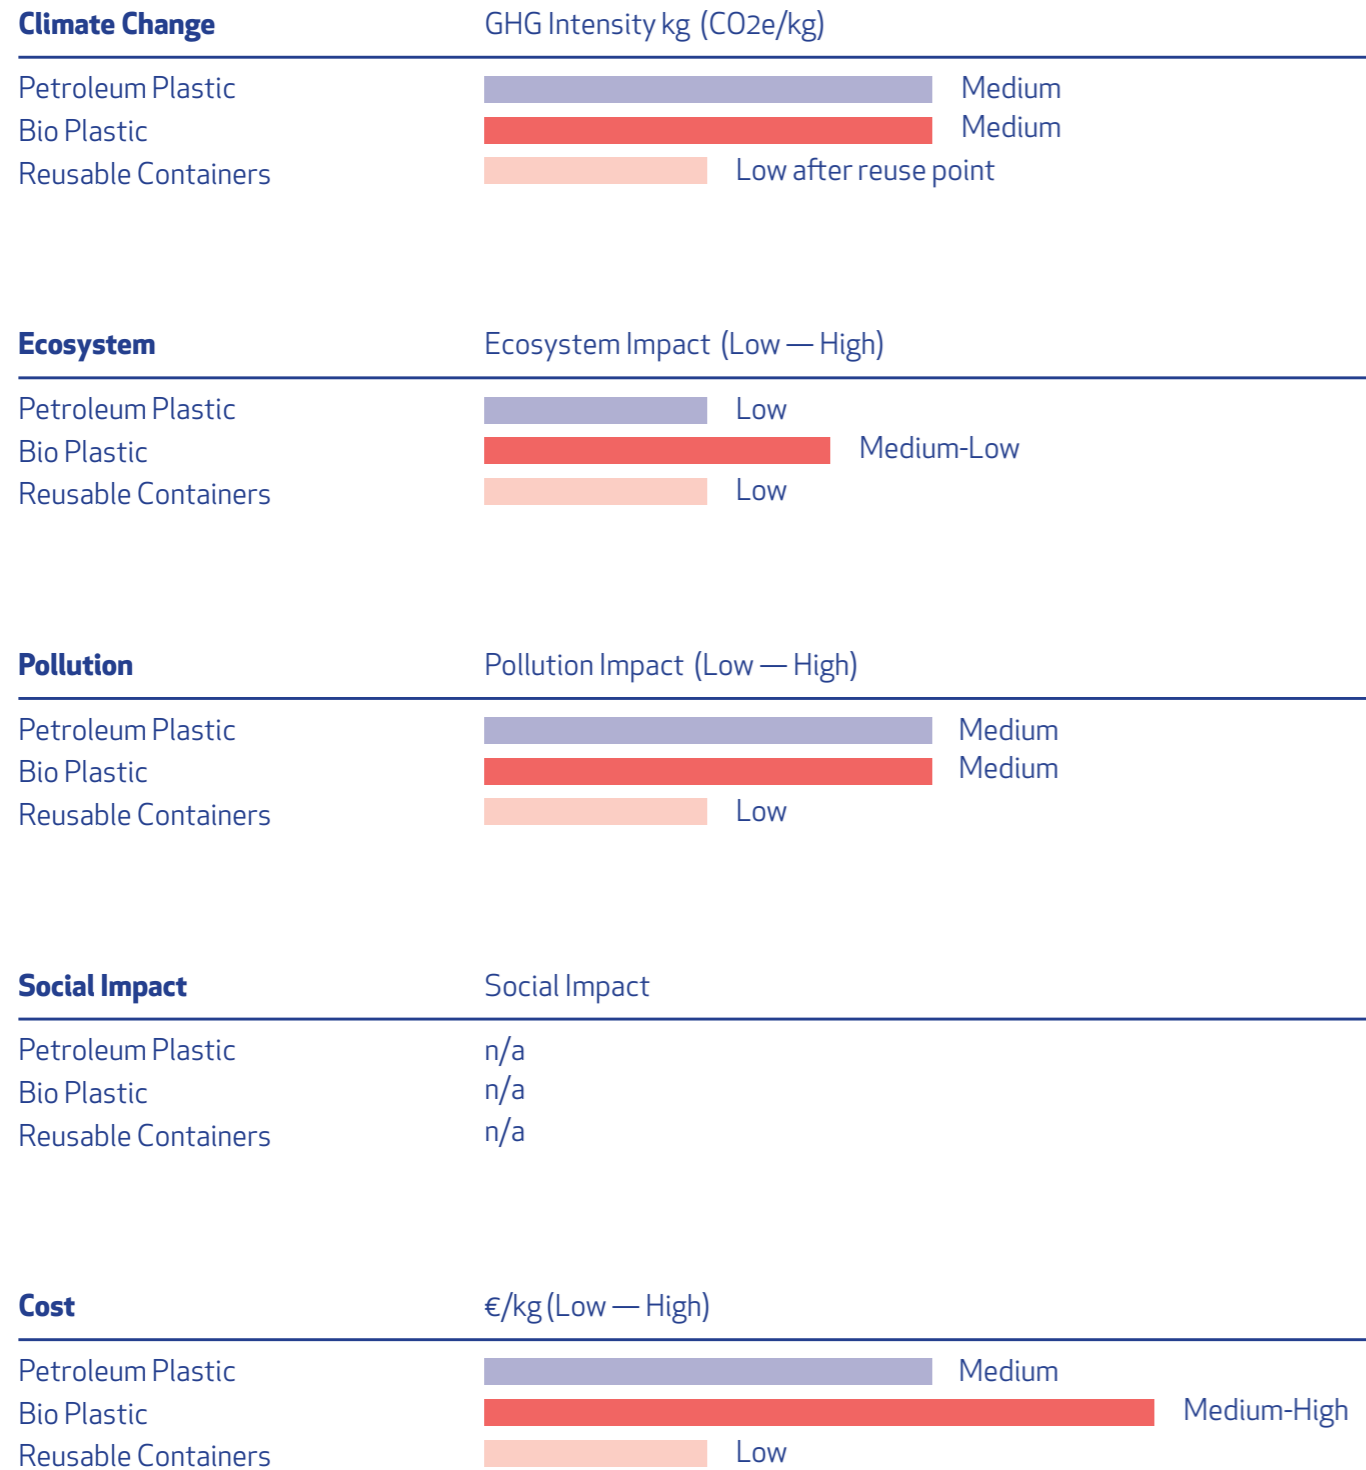 Climate Change GHG Intensity kg (CO2e/kg)
Petroleum Plastic Medium
Bio Plastic Medium
Reusable Containers Low after reuse point
Ecosystem Ecosystem Impact (Low — High)
Petroleum Plastic Low
Bio Plastic Medium-Low
Reusable Containers Low
Pollution Pollution Impact (Low — High)
Petroleum Plastic Medium
Bio Plastic Medium
Reusable Containers Low
Social Impact Social Impact
Petroleum Plastic n/a
Bio Plastic n/a
Reusable Containers n/a
Cost €/kg (Low — High)
Petroleum Plastic Medium
Bio Plastic Medium-High
Reusable Containers Low